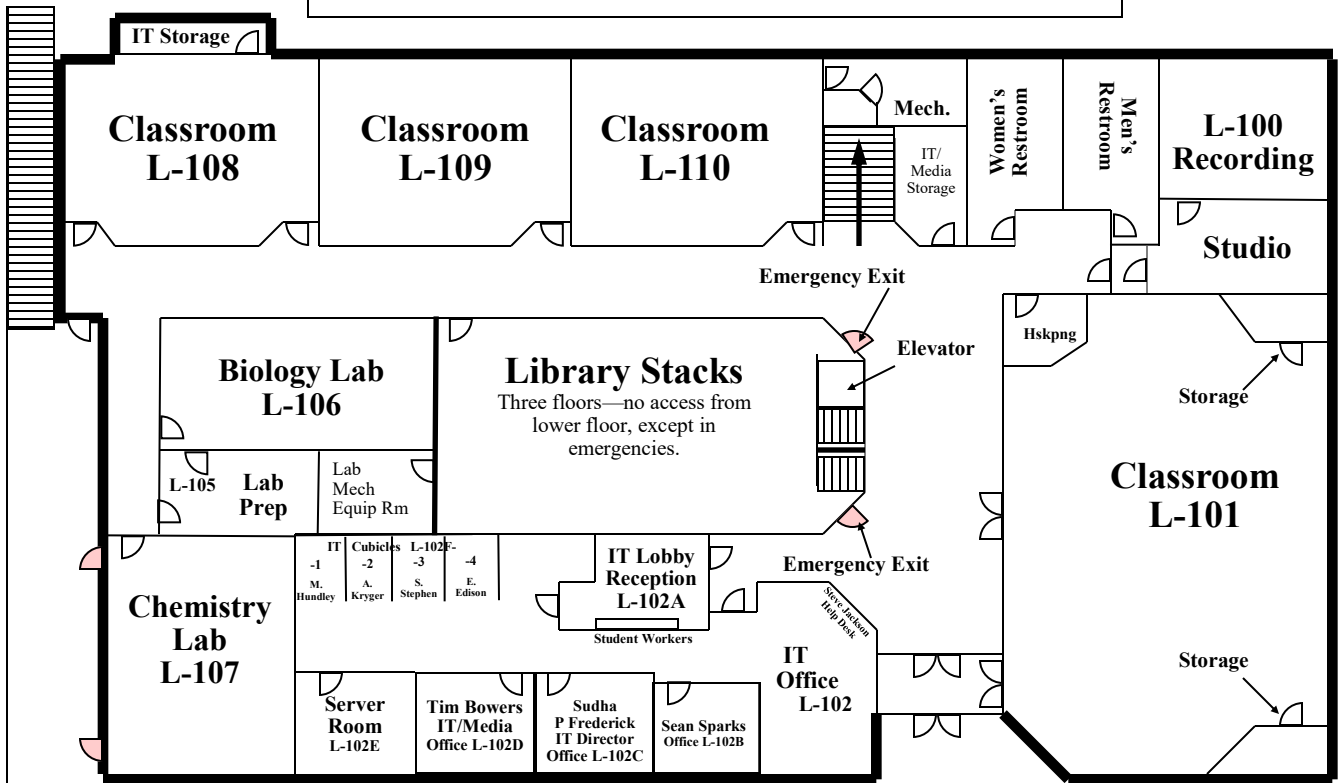 IT Storage
Classroom
L-108
Classroom
L-109
Classroom
L-110
Mech.
IT/
Media
Storage
Women's
Restroom
Men's
Restroom
L-100
Recording
Studio
Emergency Exit
Elevator
Hskpng
Storage
Biology Lab
L-106
Library Stacks
Three floors—no access from
lower floor, except in
emergencies.
L-105
Lab
Prep
Lab
Mech
Equip Rm
Classroom
L-101
Emergency Exit
IT Cubicles L-102F-
-1
-2
-3
-4
M.
Hundley
A.
Kryger
S.
Stephen
E.
Edison
IT Lobby
Reception
L-102A
Student Workers
Steve Jackson
Help Desk
Chemistry
Lab
L-107
IT
Office
L-102
Storage
Server
Room
L-102E
Tim Bowers
IT/Media
Office L-102D
Sudha
P Frederick
IT Director
Office L-102C
Sean Sparks
Office L-102B